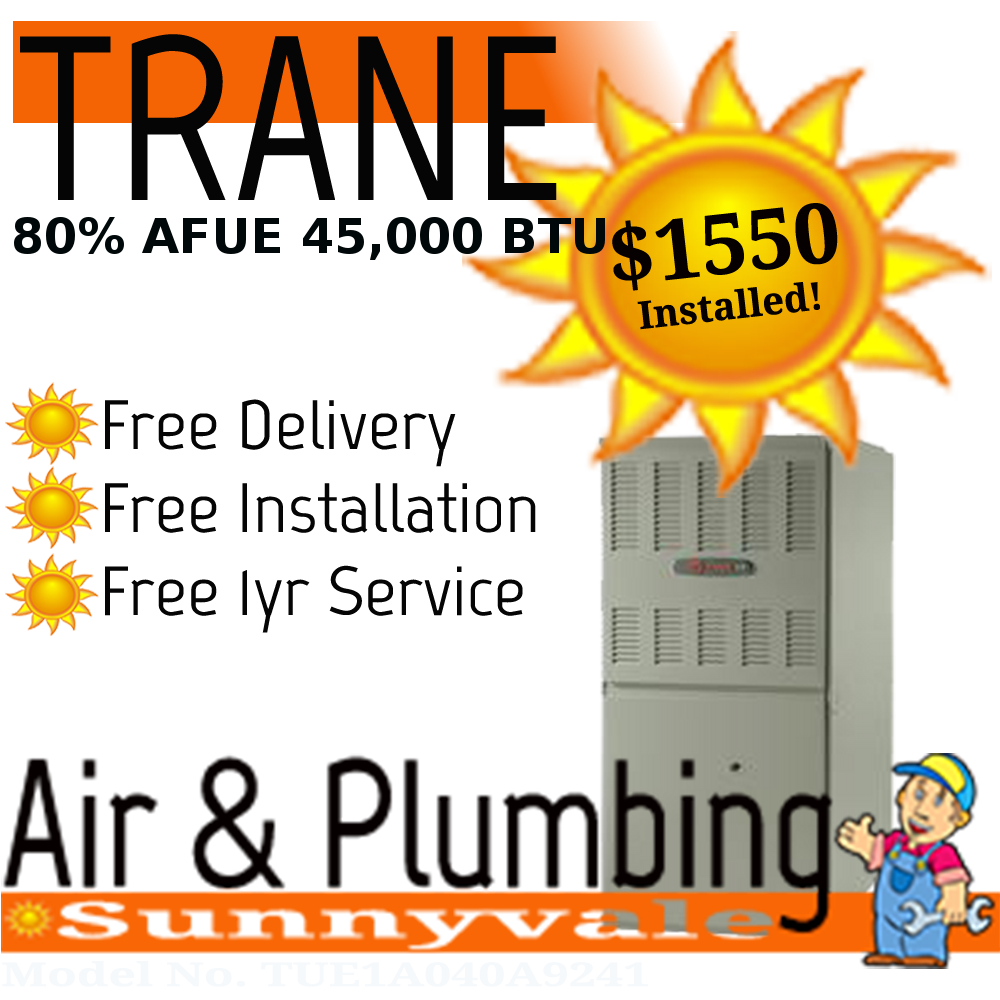 TRANE
80% AFUE 45,000 BTU
$1550
Installed!
Free Delivery
Free Installation
Free 1yr Service
Air & Plumbing
Sunnyvale
Model No. TUE1A040A9241